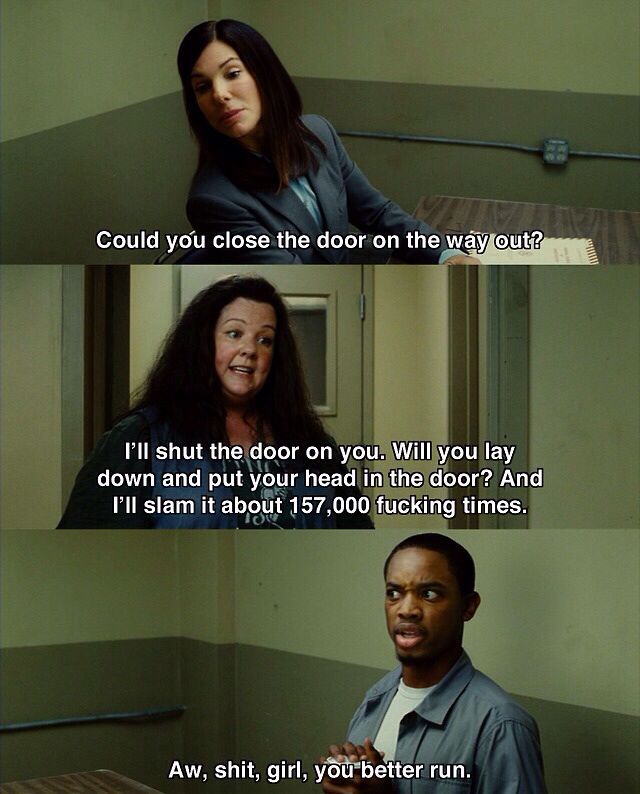 Could you close the door on the way out?
I'll shut the door on you. Will you lay
down and put your head in the door? And
I'll slam it about 157,000 fucking times.
Aw, shit, girl, you better run.